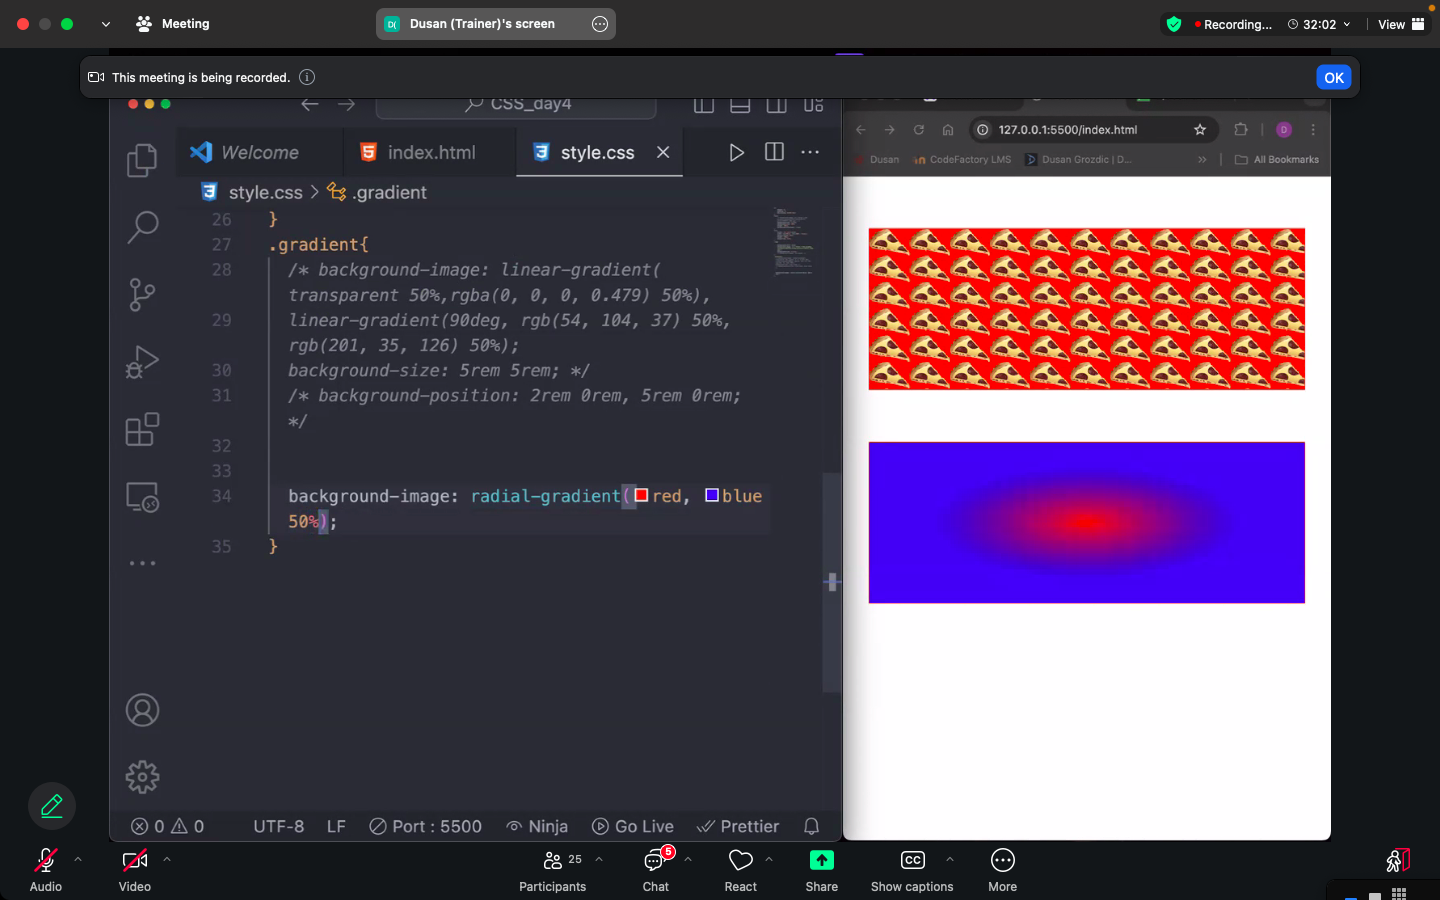 Meeting
D( Dusan (Trainer)'s screen
Recording... 32:02 View
This meeting is being recorded.
OK
CSS_day4
Welcome index.html style.css
127.0.0.1:5500/index.html D
Dusan CodeFactory LMS Dusan Grozdic | D... All Bookmarks
style.css > .gradient
26 }
27 .gradient{
28 /* background-image: linear-gradient(
transparent 50%,rgba(0, 0, 0, 0.479) 50%),
29 linear-gradient(90deg, rgb(54, 104, 37) 50%,
rgb(201, 35, 126) 50%);
30 background-size: 5rem 5rem; */
31 /* background-position: 2rem 0rem, 5rem 0rem;
*/
32
33
34 background-image: radial-gradient(red, blue
50%);
35 }
0 0 UTF-8 LF Port : 5500 Ninja Go Live Prettier
Audio Video Participants 25 Chat 5 React Share CC Show captions More